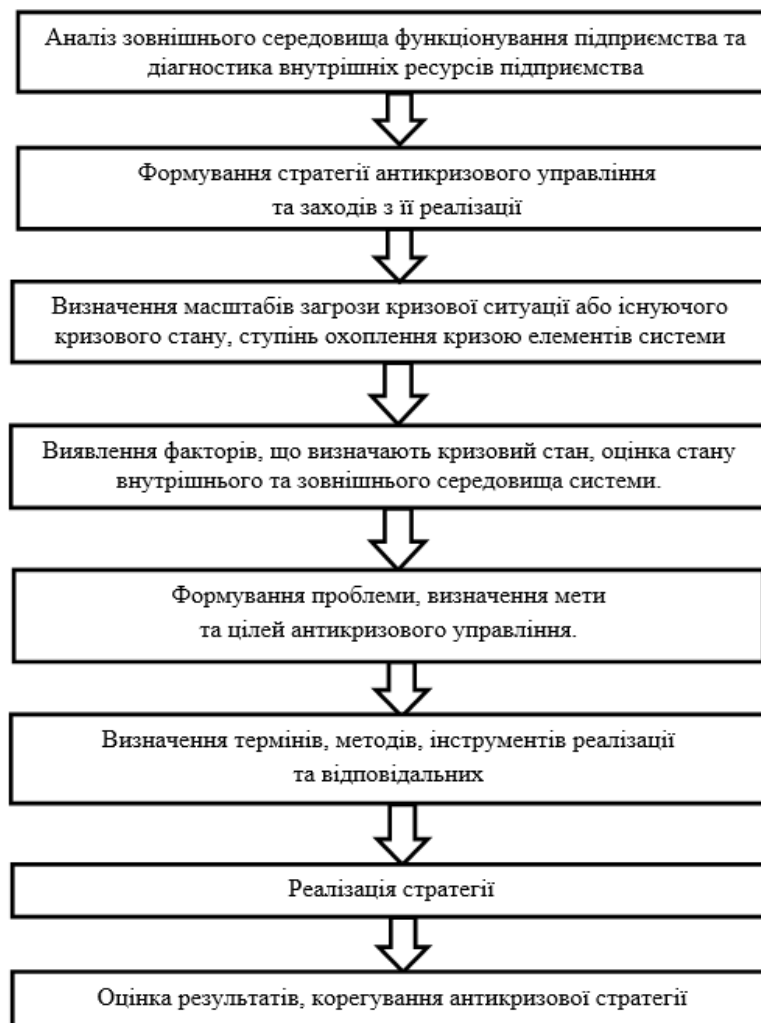 Аналіз зовнішнього середовища функціонування підприємства та
діагностика внутрішніх ресурсів підприємства
Формування стратегії антикризового управління
та заходів з її реалізації
Визначення масштабів загрози кризової ситуації або існуючого
кризового стану, ступінь охоплення кризою елементів системи
Виявлення факторів, що визначають кризовий стан, оцінка стану
внутрішнього та зовнішнього середовища системи.
Формування проблеми, визначення мети
та цілей антикризового управління.
Визначення термінів, методів, інструментів реалізації
та відповідальних
Реалізація стратегії
Оцінка результатів, корегування антикризової стратегії